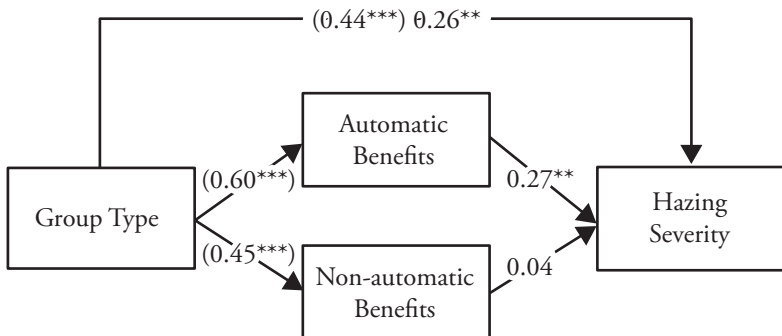 (0.44***) 0.26**
Automatic
Benefits
(0.60***)
0.27**
Group Type
Hazing
Severity
(0.45***)
0.04
Non-automatic
Benefits